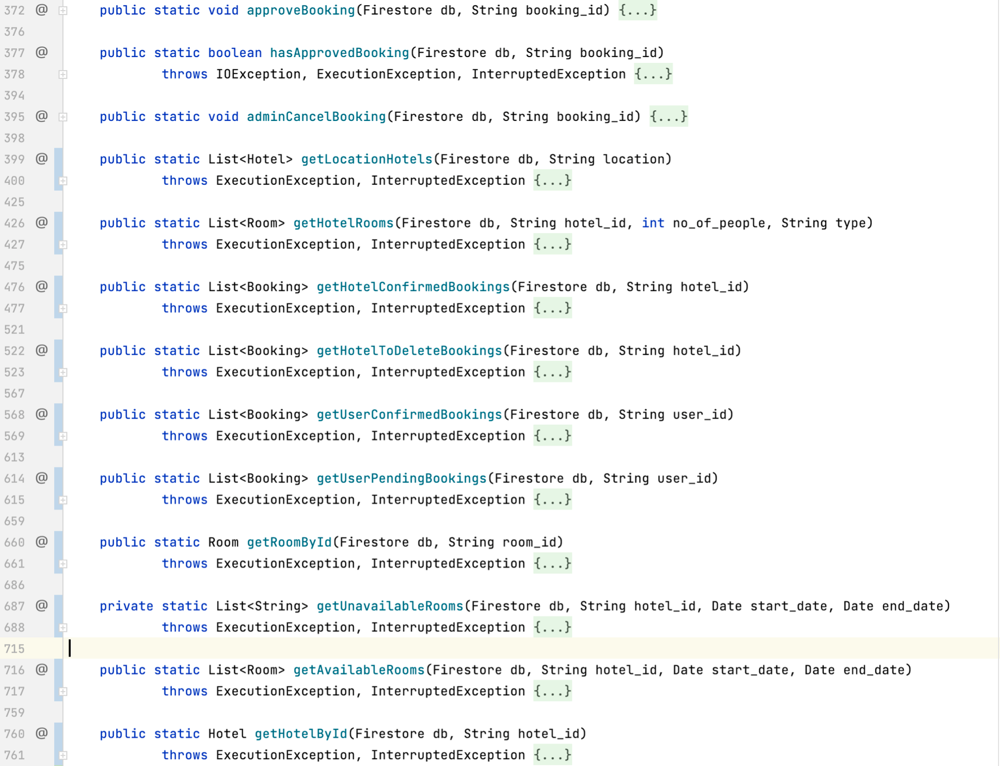 372 @ public static void approveBooking(Firestore db, String booking_id) {...}
376
377 @ public static boolean hasApprovedBooking(Firestore db, String booking_id)
378 throws IOException, ExecutionException, InterruptedException {...}
394
395 @ public static void adminCancelBooking(Firestore db, String booking_id) {...}
398
399 @ public static List<Hotel> getLocationHotels(Firestore db, String location)
400 throws ExecutionException, InterruptedException {...}
425
426 @ public static List<Room> getHotelRooms(Firestore db, String hotel_id, int no_of_people, String type)
427 throws ExecutionException, InterruptedException {...}
475
476 @ public static List<Booking> getHotelConfirmedBookings(Firestore db, String hotel_id)
477 throws ExecutionException, InterruptedException {...}
521
522 @ public static List<Booking> getHotelToDeleteBookings(Firestore db, String hotel_id)
523 throws ExecutionException, InterruptedException {...}
567
568 @ public static List<Booking> getUserConfirmedBookings(Firestore db, String user_id)
569 throws ExecutionException, InterruptedException {...}
613
614 @ public static List<Booking> getUserPendingBookings(Firestore db, String user_id)
615 throws ExecutionException, InterruptedException {...}
659
660 @ public static Room getRoomById(Firestore db, String room_id)
661 throws ExecutionException, InterruptedException {...}
686
687 @ private static List<String> getUnavailableRooms(Firestore db, String hotel_id, Date start_date, Date end_date)
688 throws ExecutionException, InterruptedException {...}
715
716 @ public static List<Room> getAvailableRooms(Firestore db, String hotel_id, Date start_date, Date end_date)
717 throws ExecutionException, InterruptedException {...}
759
760 @ public static Hotel getHotelById(Firestore db, String hotel_id)
761 throws ExecutionException, InterruptedException {...}